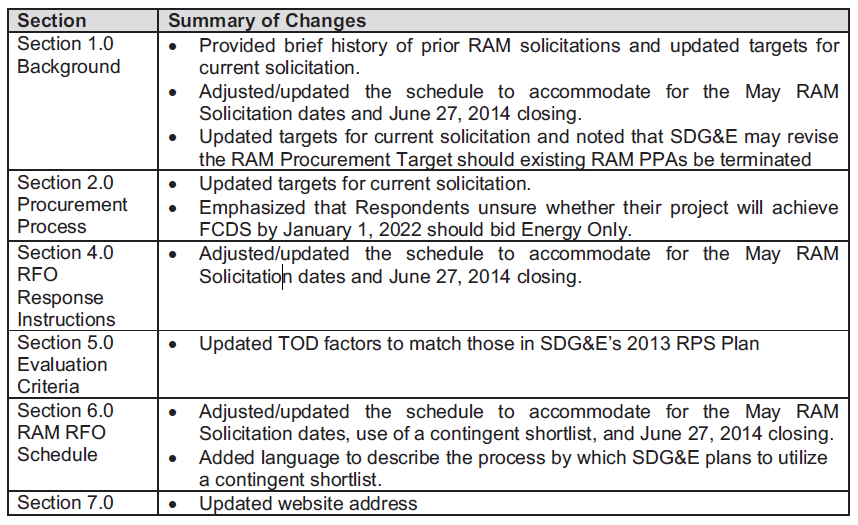 Section
Summary of Changes
Section 1.0
Background
• Provided brief history of prior RAM solicitations and updated targets for
current solicitation.
• Adjusted/updated the schedule to accommodate for the May RAM
Solicitation dates and June 27, 2014 closing.
• Updated targets for current solicitation and noted that SDG&E may revise
the RAM Procurement Target should existing RAM PPAs be terminated
Section 2.0
Procurement
Process
• Updated targets for current solicitation.
• Emphasized that Respondents unsure whether their project will achieve
FCDS by January 1, 2022 should bid Energy Only.
Section 4.0
RFO
Response
Instructions
• Adjusted/updated the schedule to accommodate for the May RAM
Solicitation dates and June 27, 2014 closing.
Section 5.0
Evaluation
Criteria
• Updated TOD factors to match those in SDG&E's 2013 RPS Plan
Section 6.0
RAM RFO
Schedule
• Adjusted/updated the schedule to accommodate for the May RAM
Solicitation dates, use of a contingent shortlist, and June 27, 2014 closing.
• Added language to describe the process by which SDG&E plans to utilize
a contingent shortlist.
Section 7.0
• Updated website address